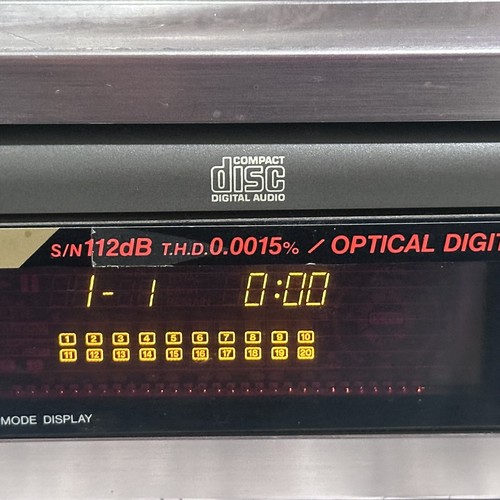 COMPACT
disc
DIGITAL AUDIO
S/N112dB T.H.D.0.0015% / OPTICAL DIGIT
1- 1 0:00
1 2 3 4 5 6 7 8 9 10
11 12 13 14 15 16 17 18 19 20
MODE DISPLAY